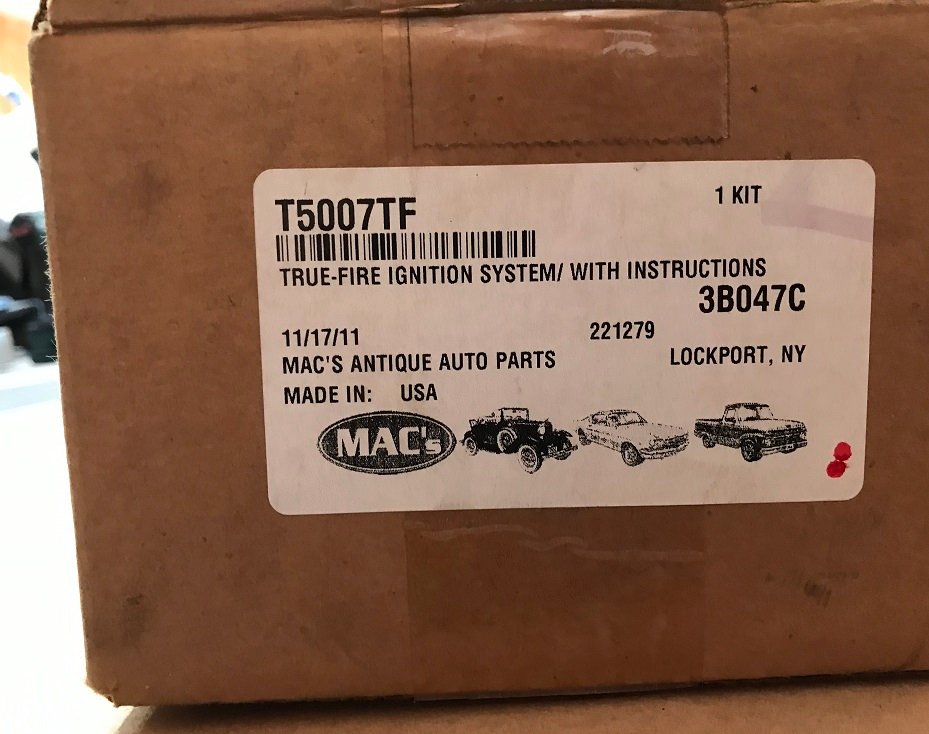 T5007TF 1 KIT
TRUE-FIRE IGNITION SYSTEM/ WITH INSTRUCTIONS
3B047C
11/17/11 221279
MAC'S ANTIQUE AUTO PARTS LOCKPORT, NY
MADE IN: USA
MAC's